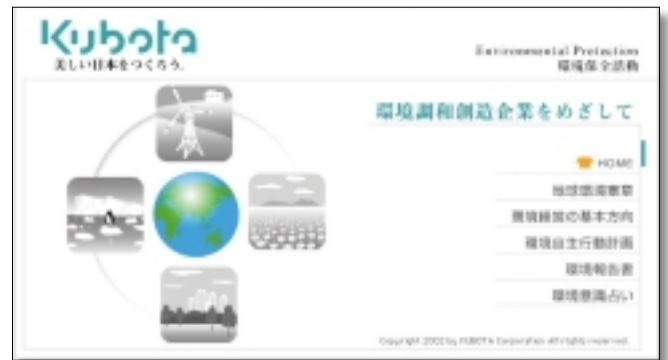 Kubota
美しい日本をつくろう。
Environmental Protection
環境保全活動
環境調和創造企業をめざして
HOME
地球環境憲章
環境経営の基本方向
環境自主行動計画
環境報告書
環境意識占い
Copyright 2002 by KUBOTA Corporation All rights reserved.